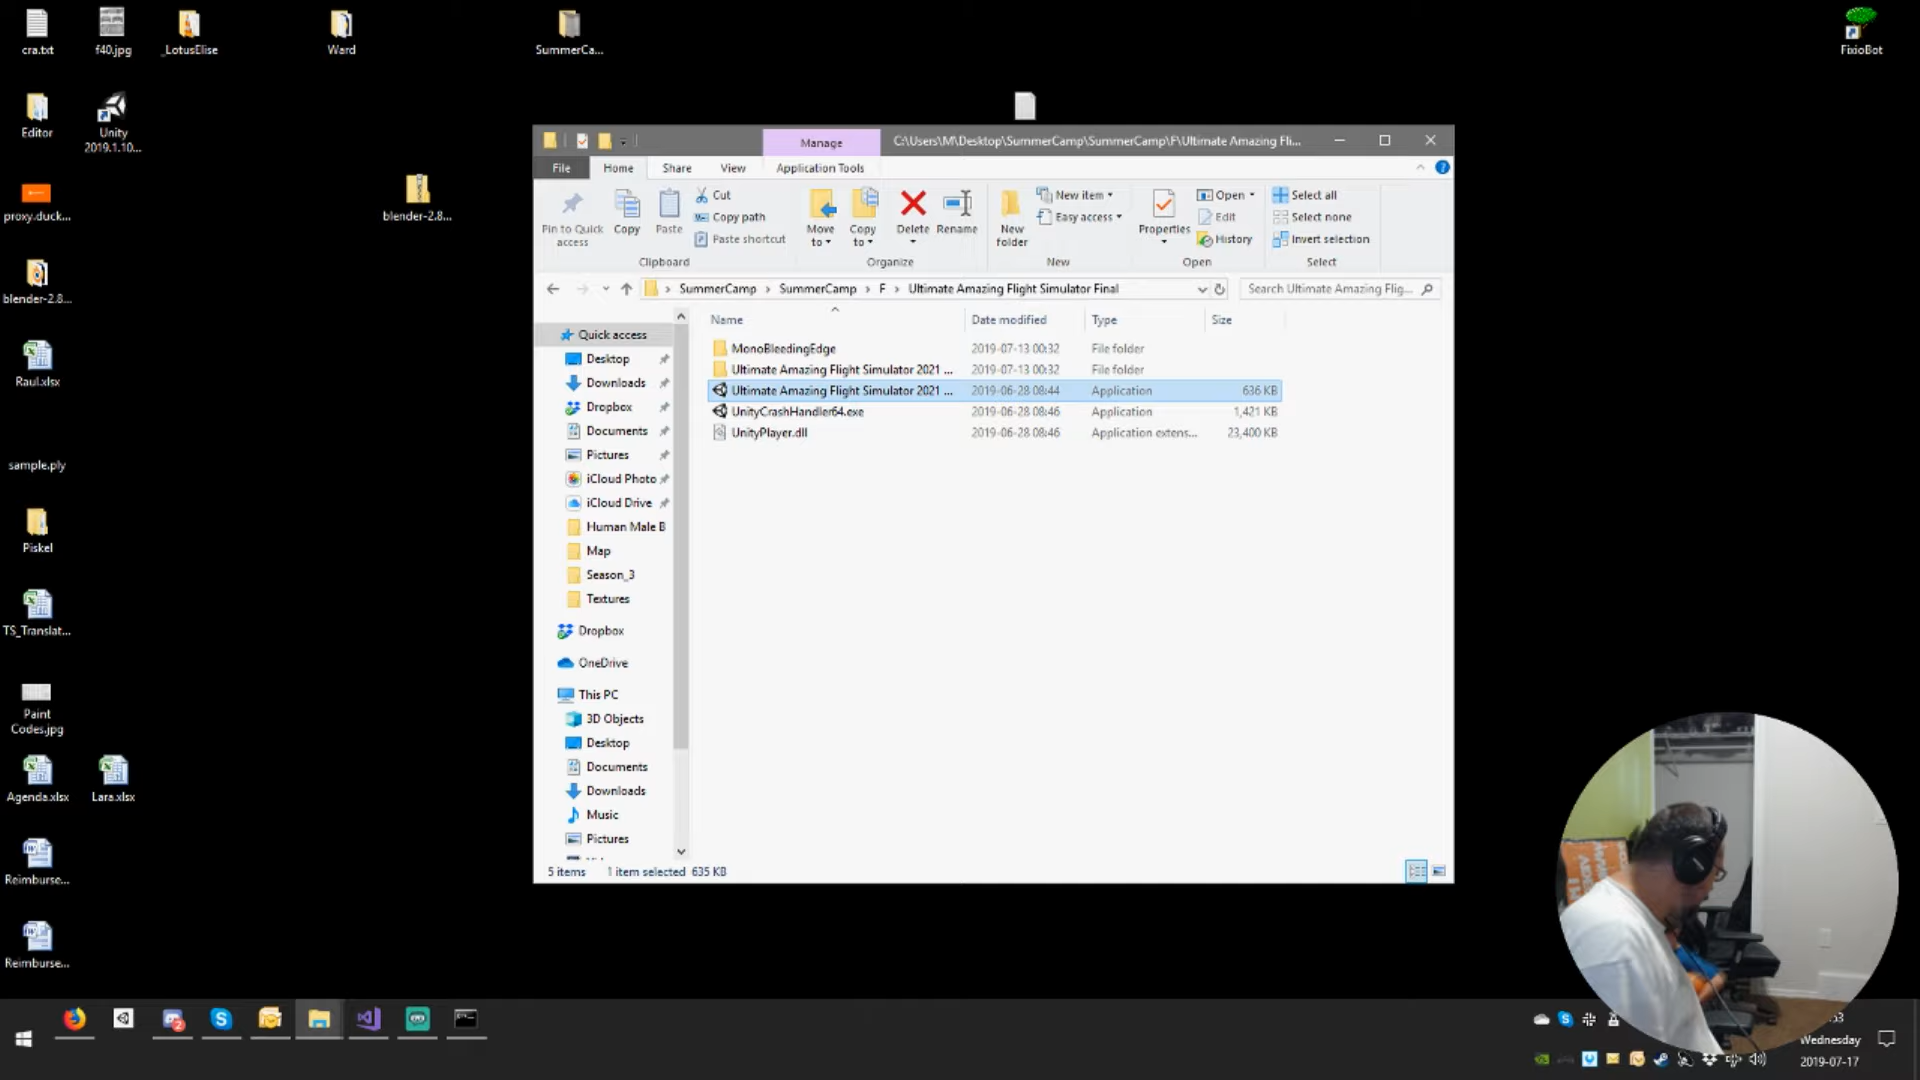 cra.txt
f40.jpg
_LotusElise
Ward
SummerCa...
FixioBot
Editor
Unity
2019.1.10...
proxy.duck...
blender-2.8...
blender-2.8...
Raul.xlsx
sample.ply
Piskel
TS_Translat...
Paint
Codes.jpg
Agenda.xlsx
Lara.xlsx
Reimburse...
Reimburse...
Manage
C:\Users\M\Desktop\SummerCamp\SummerCamp\F\Ultimate Amazing Fli...
File
Home
Share
View
Application Tools
Pin to Quick
access
Copy
Paste
Cut
Copy path
Paste shortcut
Clipboard
Move
to
Copy
to
Delete
Rename
Organize
New
folder
New item
Easy access
New
Properties
Open
Edit
History
Open
Select all
Select none
Invert selection
Select
SummerCamp > SummerCamp > F > Ultimate Amazing Flight Simulator Final
Search Ultimate Amazing Flig...
Name
Date modified
Type
Size
MonoBleedingEdge 2019-07-13 00:32 File folder
Ultimate Amazing Flight Simulator 2021 ... 2019-07-13 00:32 File folder
Ultimate Amazing Flight Simulator 2021 ... 2019-06-28 08:44 Application 636 KB
UnityCrashHandler64.exe 2019-06-28 08:46 Application 1,421 KB
UnityPlayer.dll 2019-06-28 08:46 Application extens... 23,400 KB
Quick access
Desktop
Downloads
Dropbox
Documents
Pictures
iCloud Photo
iCloud Drive
Human Male B
Map
Season_3
Textures
Dropbox
OneDrive
This PC
3D Objects
Desktop
Documents
Downloads
Music
Pictures
5 items
1 item selected 635 KB
Wednesday
2019-07-17